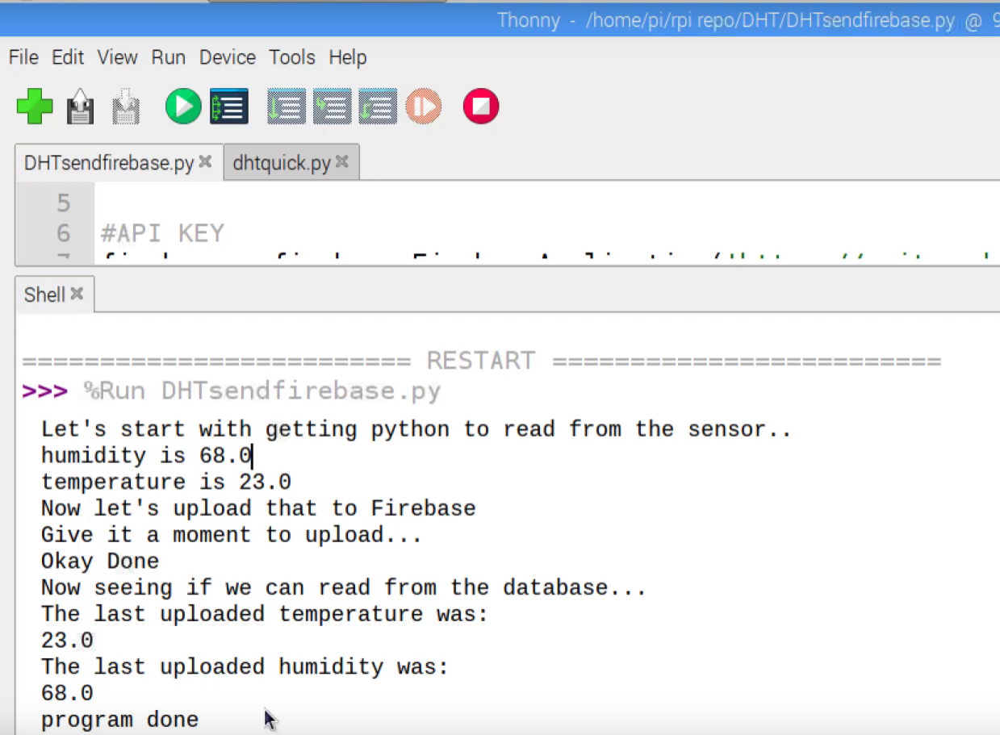 Thonny - /home/pi/rpi repo/DHT/DHTsendfirebase.py @ 9
File Edit View Run Device Tools Help
DHTsendfirebase.py dhtquick.py
5
6 #API KEY
Shell
========================= RESTART =========================
>>> %Run DHTsendfirebase.py
Let's start with getting python to read from the sensor..
humidity is 68.0
temperature is 23.0
Now let's upload that to Firebase
Give it a moment to upload...
Okay Done
Now seeing if we can read from the database...
The last uploaded temperature was:
23.0
The last uploaded humidity was:
68.0
program done